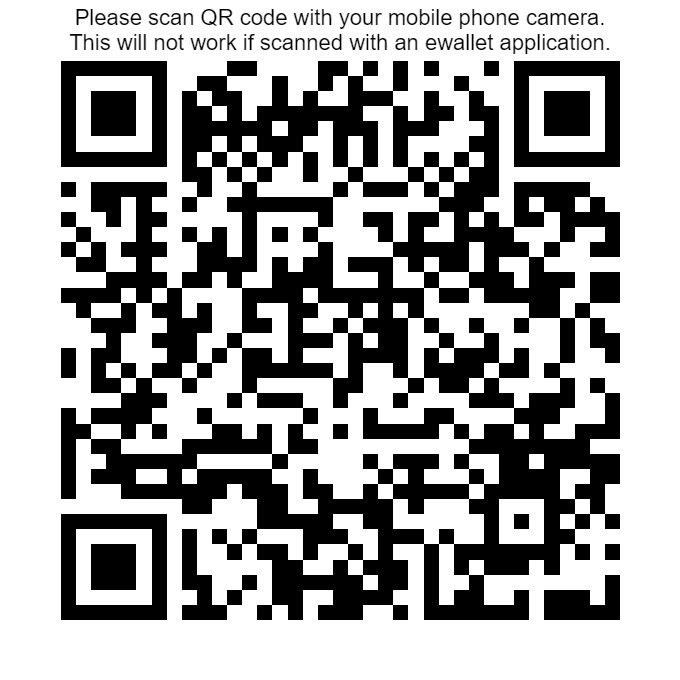 Please scan QR code with your mobile phone camera.
This will not work if scanned with an ewallet application.